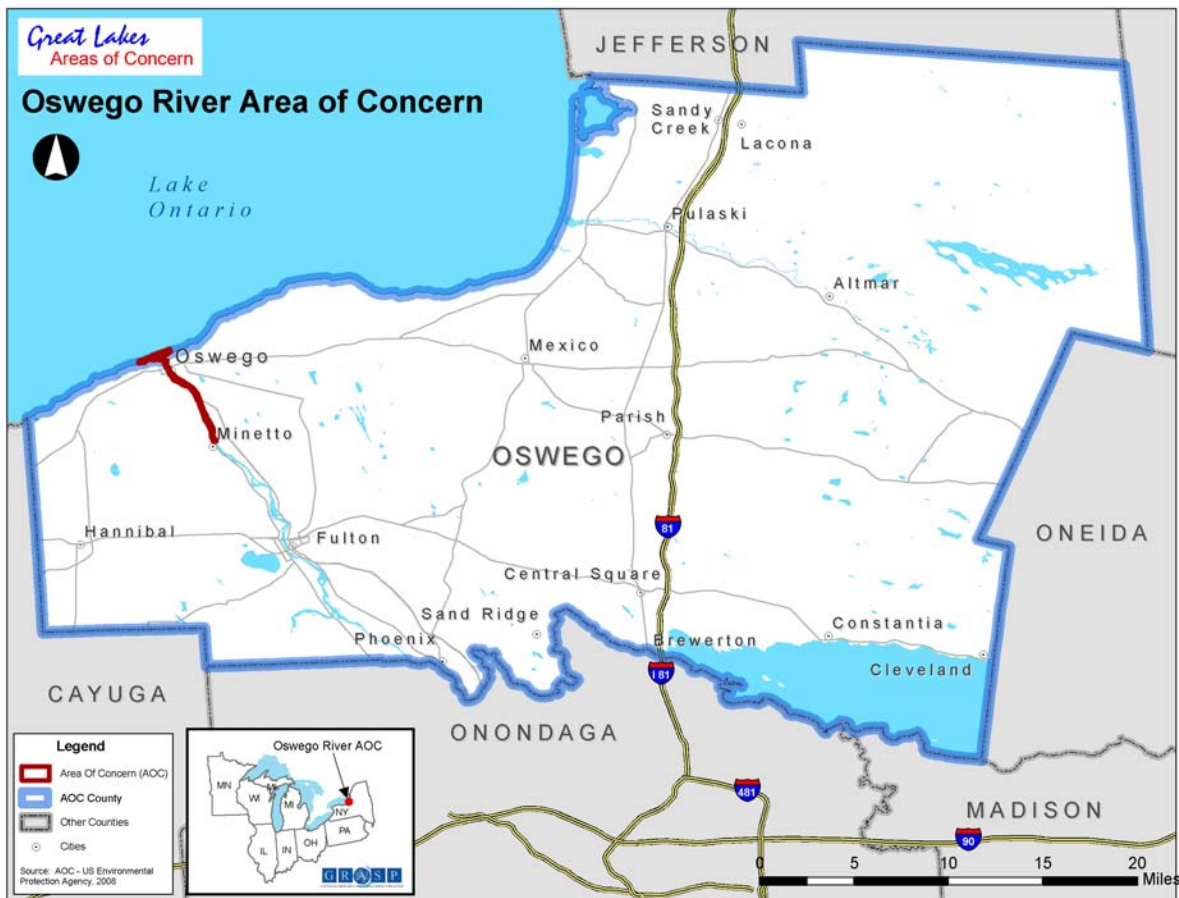 Great Lakes
Areas of Concern
Oswego River Area of Concern
JEFFERSON
Sandy
Creek
Lacona
Lake
Ontario
Pulaski
Altmar
Oswego
Mexico
Parish
Minetto
OSWEGO
81
ONEIDA
Hannibal
Fulton
Central Square
Sand Ridge
Constantia
Phoenix
Brewerton
Cleveland
I 81
CAYUGA
ONONDAGA
481
MADISON
90
Legend
Area Of Concern (AOC)
AOC County
Other Counties
Cities
Source: AOC - US Environmental
Protection Agency, 2008
Oswego River AOC
MN
WI
MI
MI
NY
PA
IL
IN
OH
GRASP
0 5 10 15 20
Miles